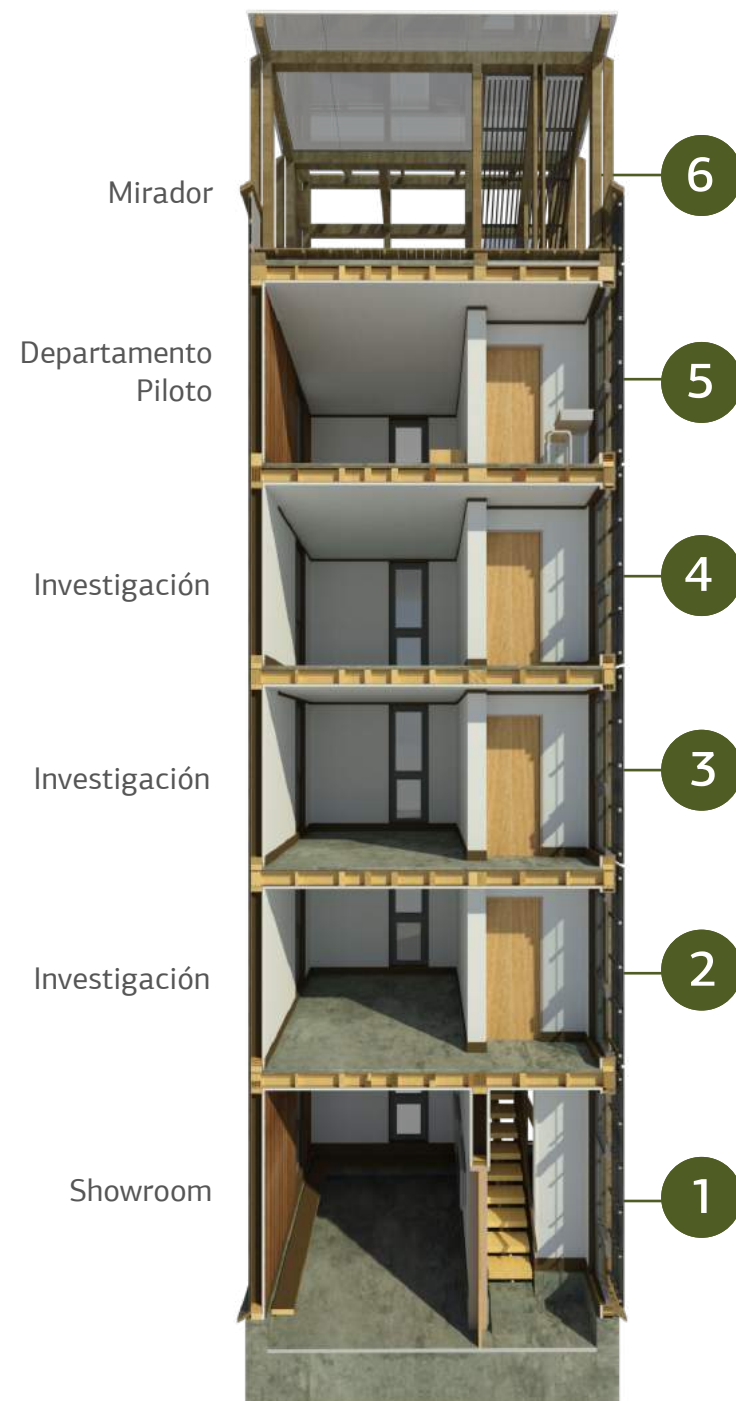 Mirador
6
Departamento
Piloto
5
Investigación
4
Investigación
3
Investigación
2
Showroom
1